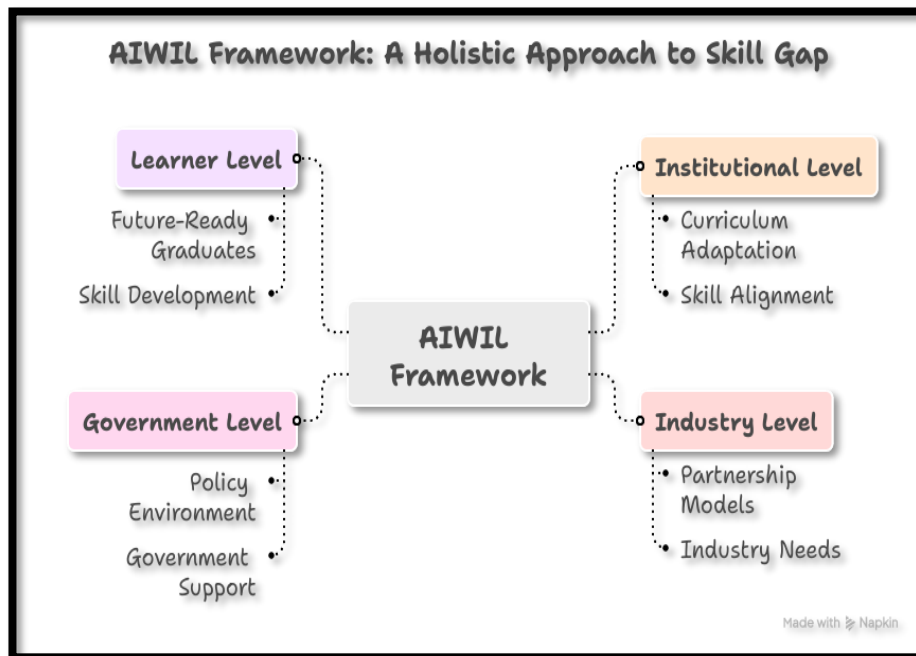 AIWIL Framework: A Holistic Approach to Skill Gap
Learner Level
Future-Ready
Graduates
Skill Development
Institutional Level
Curriculum
Adaptation
Skill Alignment
AIWIL
Framework
Government Level
Policy
Environment
Government
Support
Industry Level
Partnership
Models
Industry Needs
Made with Napkin